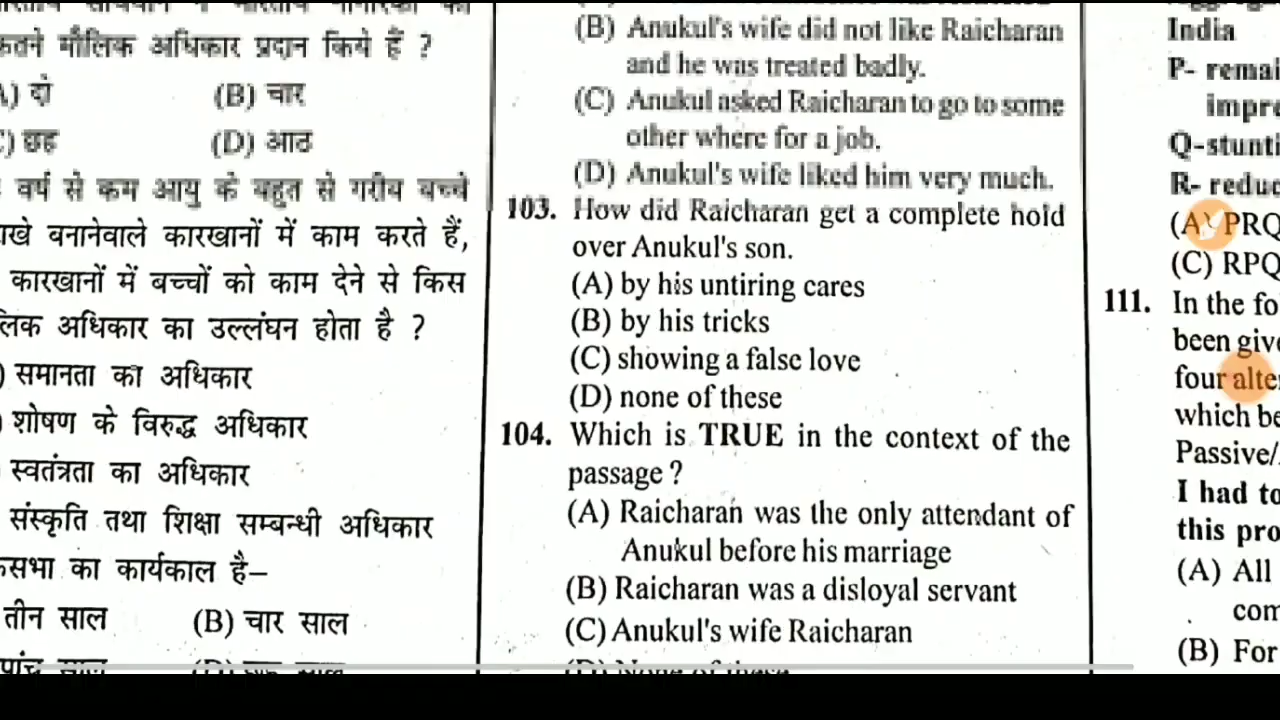 कितने मौलिक अधिकार प्रदान किये हैं ?
(B) चार
(D) आठ
वर्ष से कम आयु के बहुत से गरीब बच्चे
बनानेवाले कारखानों में काम करते हैं,
कारखानों में बच्चों को काम देने से किस
अधिकार का उल्लंघन होता है ?
समानता का अधिकार
शोषण के विरुद्ध अधिकार
स्वतंत्रता का अधिकार
संस्कृति तथा शिक्षा सम्बन्धी अधिकार
का कार्यकाल है–
तीन साल (B) चार साल
(B) Anukul's wife did not like Raicharan
and he was treated badly.
(C) Anukul asked Raicharan to go to some
other where for a job.
(D) Anukul's wife liked him very much.
103. How did Raicharan get a complete hold
over Anukul's son.
(A) by his untiring cares
(B) by his tricks
(C) showing a false love
(D) none of these
104. Which is TRUE in the context of the
passage ?
(A) Raicharan was the only attendant of
Anukul before his marriage
(B) Raicharan was a disloyal servant
(C) Anukul's wife Raicharan
India
P- remai
impre
Q-stunti
R- reduc
(A) PRQ
(C) RPQ
111. In the fo
been give
four alte
which be
Passive/
I had to
this pro
(A) All
com
(B) For